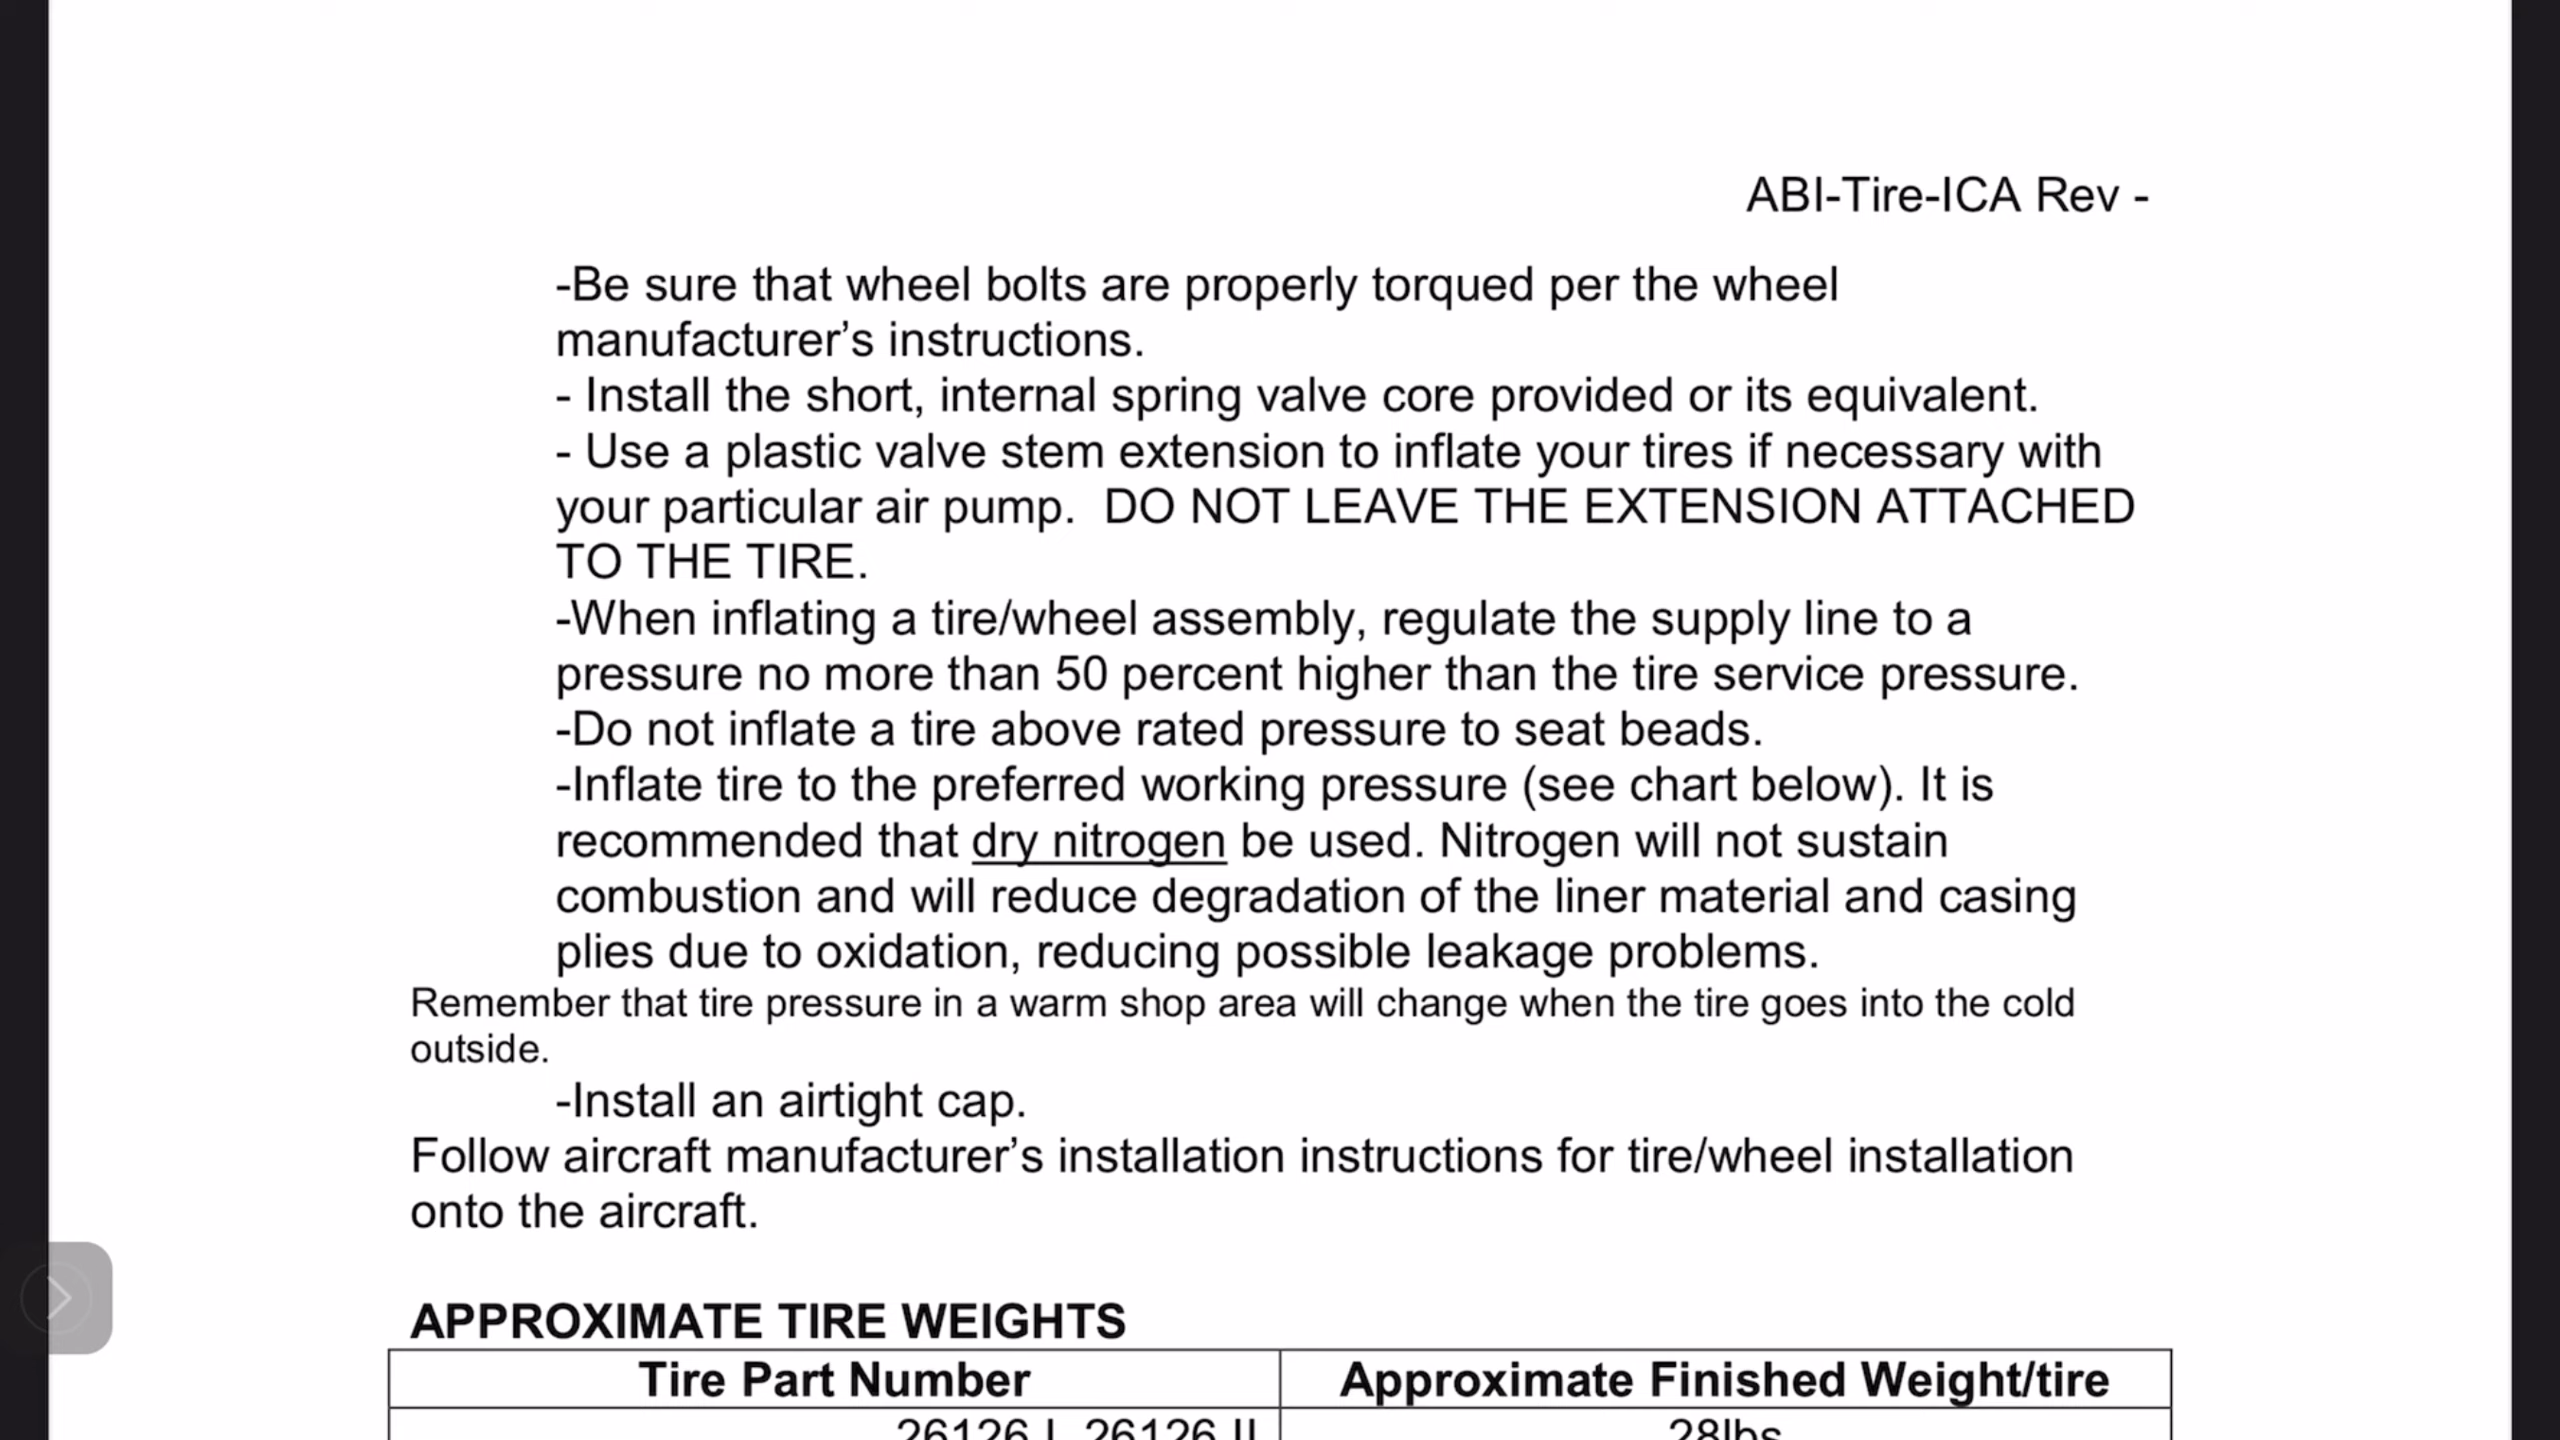 ABI-Tire-ICA Rev -
-Be sure that wheel bolts are properly torqued per the wheel
manufacturer’s instructions.
- Install the short, internal spring valve core provided or its equivalent.
- Use a plastic valve stem extension to inflate your tires if necessary with
your particular air pump.  DO NOT LEAVE THE EXTENSION ATTACHED
TO THE TIRE.
-When inflating a tire/wheel assembly, regulate the supply line to a
pressure no more than 50 percent higher than the tire service pressure.
-Do not inflate a tire above rated pressure to seat beads.
-Inflate tire to the preferred working pressure (see chart below). It is
recommended that dry nitrogen be used. Nitrogen will not sustain
combustion and will reduce degradation of the liner material and casing
plies due to oxidation, reducing possible leakage problems.
Remember that tire pressure in a warm shop area will change when the tire goes into the cold
outside.
-Install an airtight cap.
Follow aircraft manufacturer’s installation instructions for tire/wheel installation
onto the aircraft.
APPROXIMATE TIRE WEIGHTS
Tire Part Number Approximate Finished Weight/tire
26126 28lbs